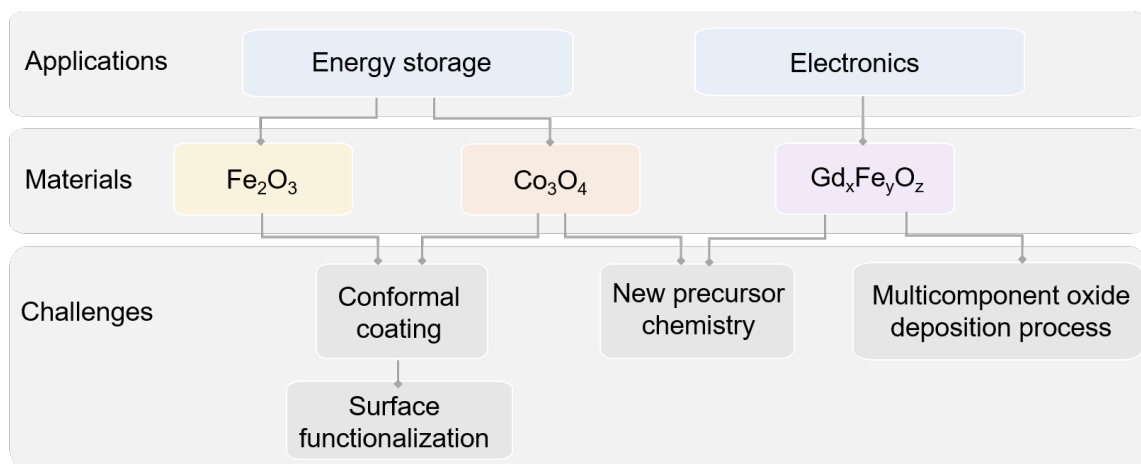 Applications
Energy storage
Electronics
Materials
Fe₂O₃
Co₃O₄
GdₓFeᵧO_z
Challenges
Conformal
coating
New precursor
chemistry
Multicomponent oxide
deposition process
Surface
functionalization